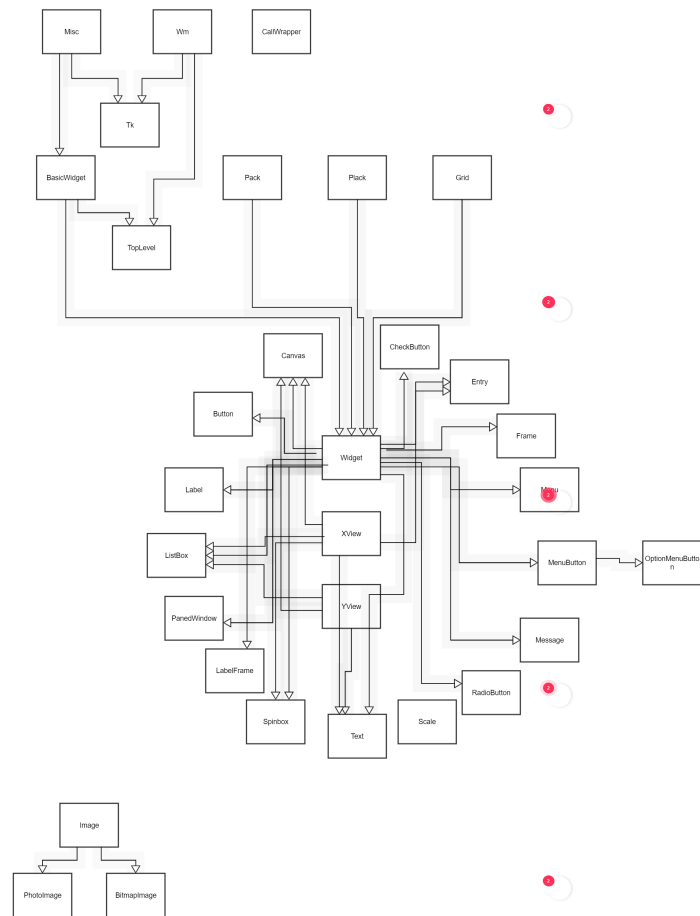 Misc
Wm
CallWrapper
Tk
BasicWidget
Pack
Plack
Grid
TopLevel
Canvas
CheckButton
Entry
Button
Frame
Widget
Label
Menu
XView
ListBox
MenuButton
OptionMenuButto
n
YView
PanedWindow
Message
LabelFrame
RadioButton
Spinbox
Scale
Text
Image
PhotoImage
BitmapImage